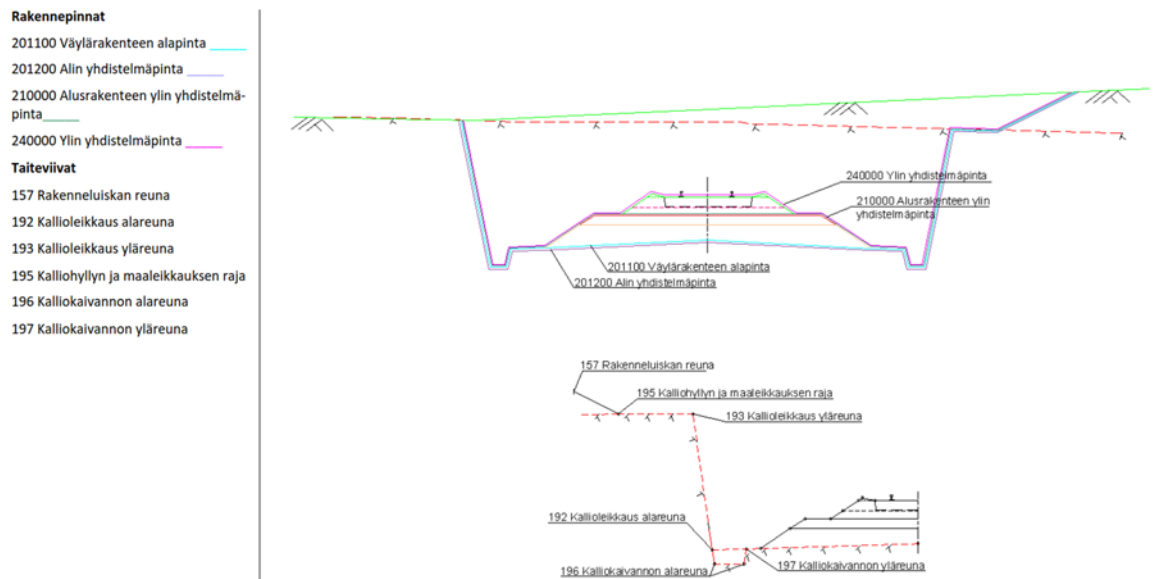 Rakennepinnat
201100 Väylärakenteen alapinta
201200 Alin yhdistelmäpinta
210000 Alusrakenteen ylin yhdistelmä-
pinta
240000 Ylin yhdistelmäpinta
Taiteviivat
157 Rakenneluiskan reuna
192 Kallioleikkaus alareuna
193 Kallioleikkaus yläreuna
195 Kalliohyllyn ja maaleikkauksen raja
196 Kalliokaivannon alareuna
197 Kalliokaivannon yläreuna
240000 Ylin yhdistelmäpinta
210000 Alusrakenteen ylin
yhdistelmäpinta
201100 Väylärakenteen alapinta
201200 Alin yhdistelmäpinta
157 Rakenneluiskan reuna
195 Kalliohyllyn ja maaleikkauksen raja
193 Kallioleikkaus yläreuna
192 Kallioleikkaus alareuna
197 Kalliokaivannon yläreuna
196 Kalliokaivannon alareuna